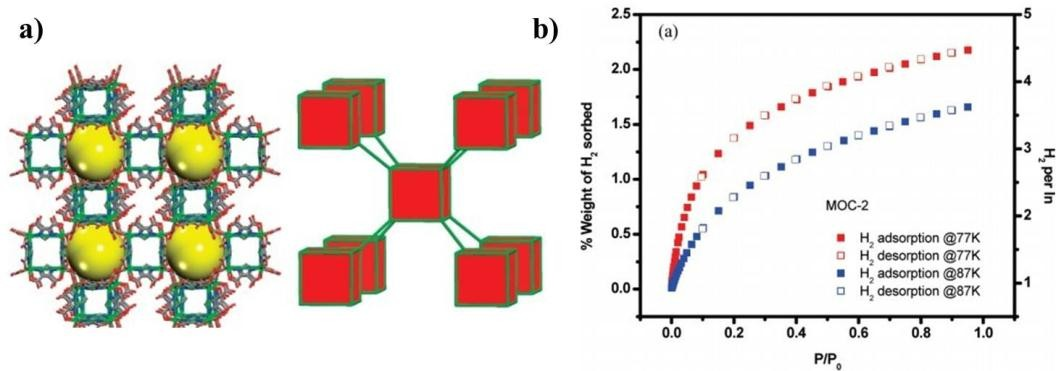 a)
b)
(a)
% Weight of H₂ sorbed
2.5
2.0
1.5
1.0
0.5
0.0
5
4
3
2
1
H₂ per In
MOC-2
H₂ adsorption @77K
H₂ desorption @77K
H₂ adsorption @87K
H₂ desorption @87K
0.0 0.2 0.4 0.6 0.8 1.0
P/P₀